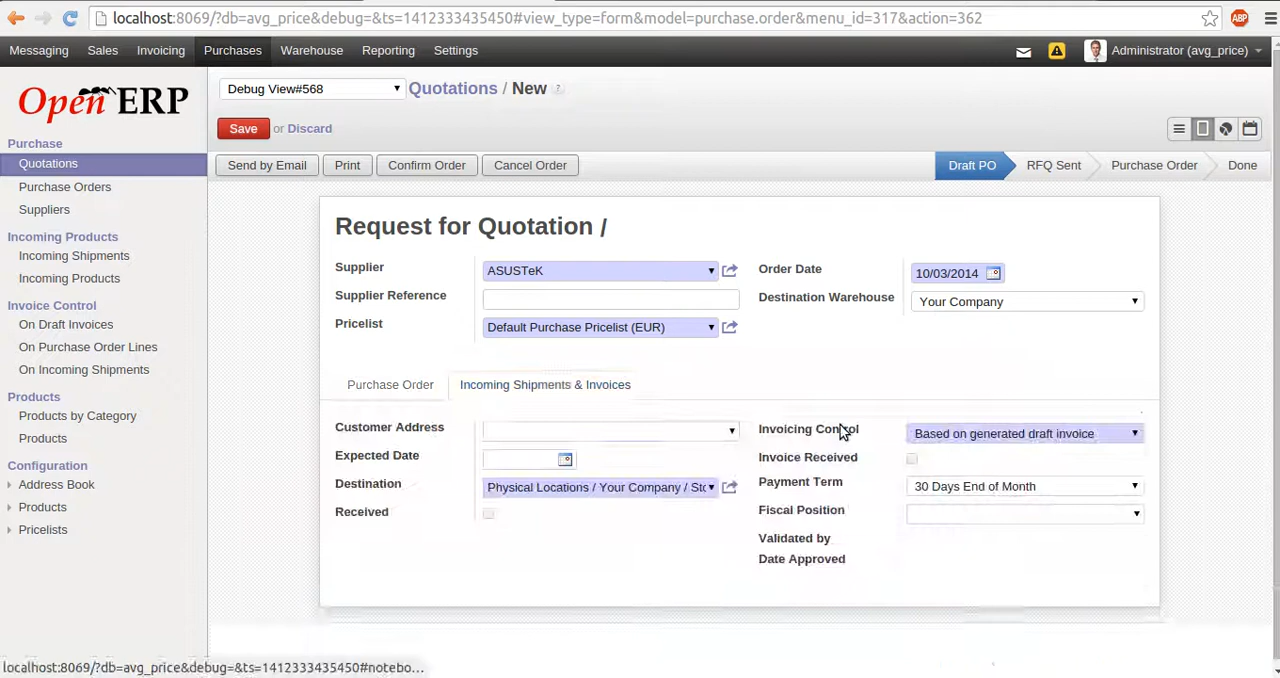 localhost:8069/?db=avg_price&debug=&ts=1412333435450#view_type=form&model=purchase.order&menu_id=317&action=362
ABP
Messaging Sales Invoicing Purchases Warehouse Reporting Settings Administrator (avg_price)
OpenERP
Debug View#568 Quotations / New ?
Save or Discard
Send by Email Print Confirm Order Cancel Order Draft PO RFQ Sent Purchase Order Done
Purchase
Quotations
Purchase Orders
Suppliers
Incoming Products
Incoming Shipments
Incoming Products
Invoice Control
On Draft Invoices
On Purchase Order Lines
On Incoming Shipments
Products
Products by Category
Products
Configuration
Address Book
Products
Pricelists
Request for Quotation /
Supplier ASUSTeK
Supplier Reference
Pricelist Default Purchase Pricelist (EUR)
Order Date 10/03/2014
Destination Warehouse Your Company
Purchase Order Incoming Shipments & Invoices
Customer Address
Expected Date
Destination Physical Locations / Your Company / Sto
Received
Invoicing Control Based on generated draft invoice
Invoice Received
Payment Term 30 Days End of Month
Fiscal Position
Validated by
Date Approved
localhost:8069/?db=avg_price&debug=&ts=1412333435450#notebo...